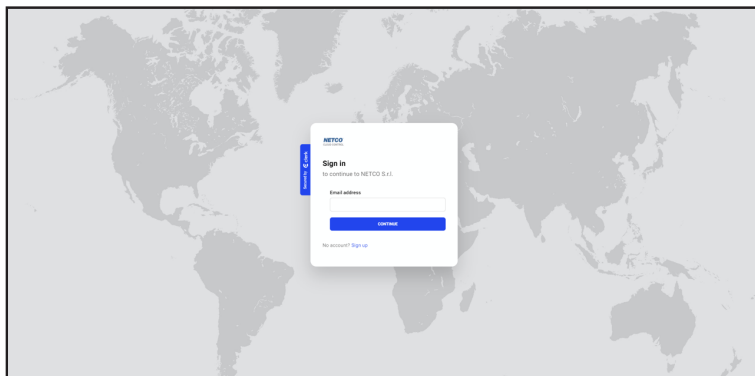 Secured by clerk
NETCO
Sign in
to continue to NETCO S.r.l.
Email address
CONTINUE
No account? Sign up